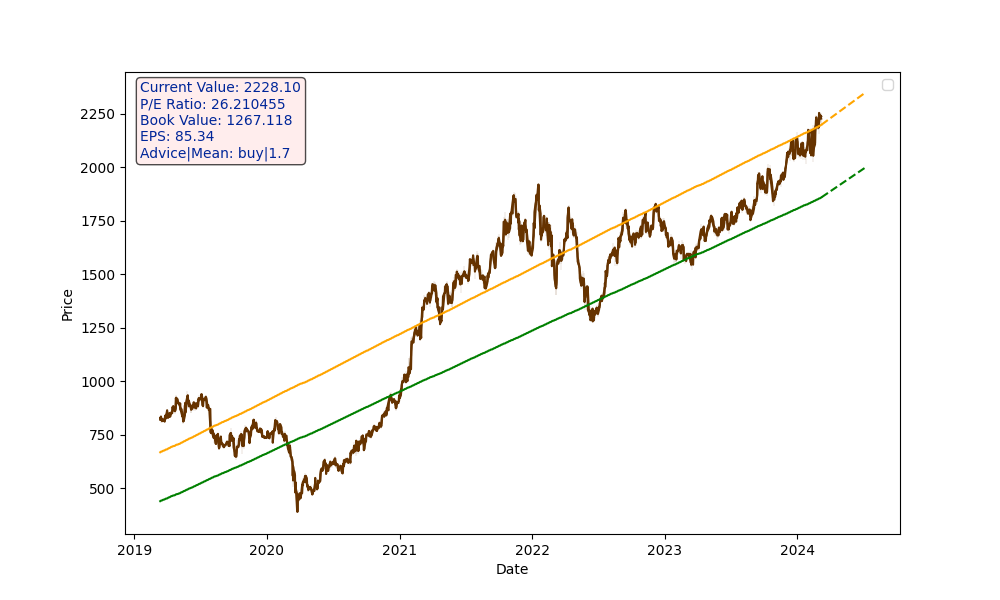 Current Value: 2228.10
P/E Ratio: 26.210455
Book Value: 1267.118
EPS: 85.34
Advice|Mean: buy|1.7
2250
2000
1750
1500
1250
1000
750
500
Price
2019
2020
2021
2022
2023
2024
Date